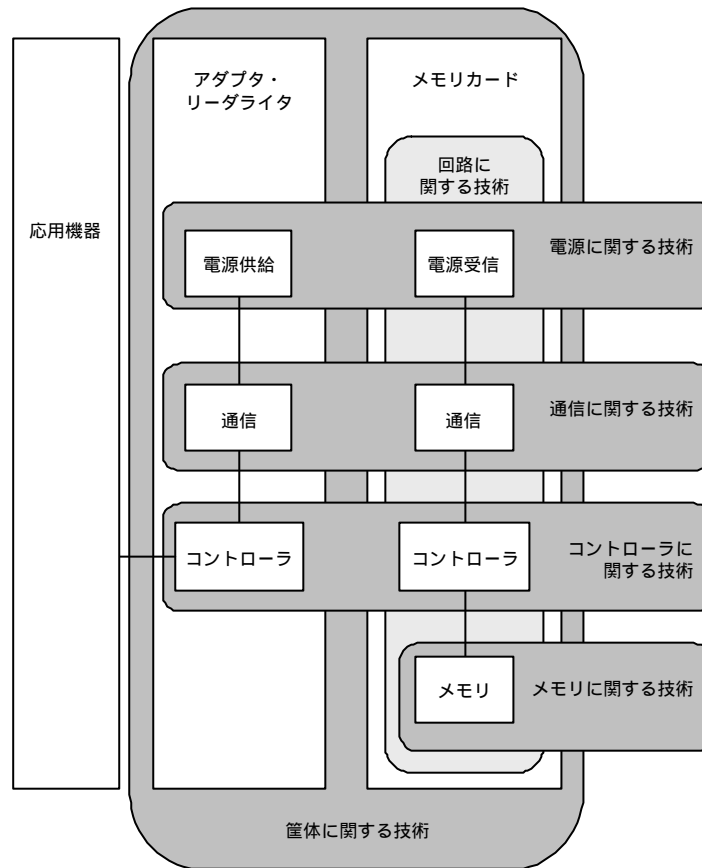 アダプタ・
リーダライタ
メモリカード
回路に
関する技術
応用機器
電源供給
電源受信
電源に関する技術
通信
通信
通信に関する技術
コントローラ
コントローラ
コントローラに
関する技術
メモリ
メモリに関する技術
筐体に関する技術